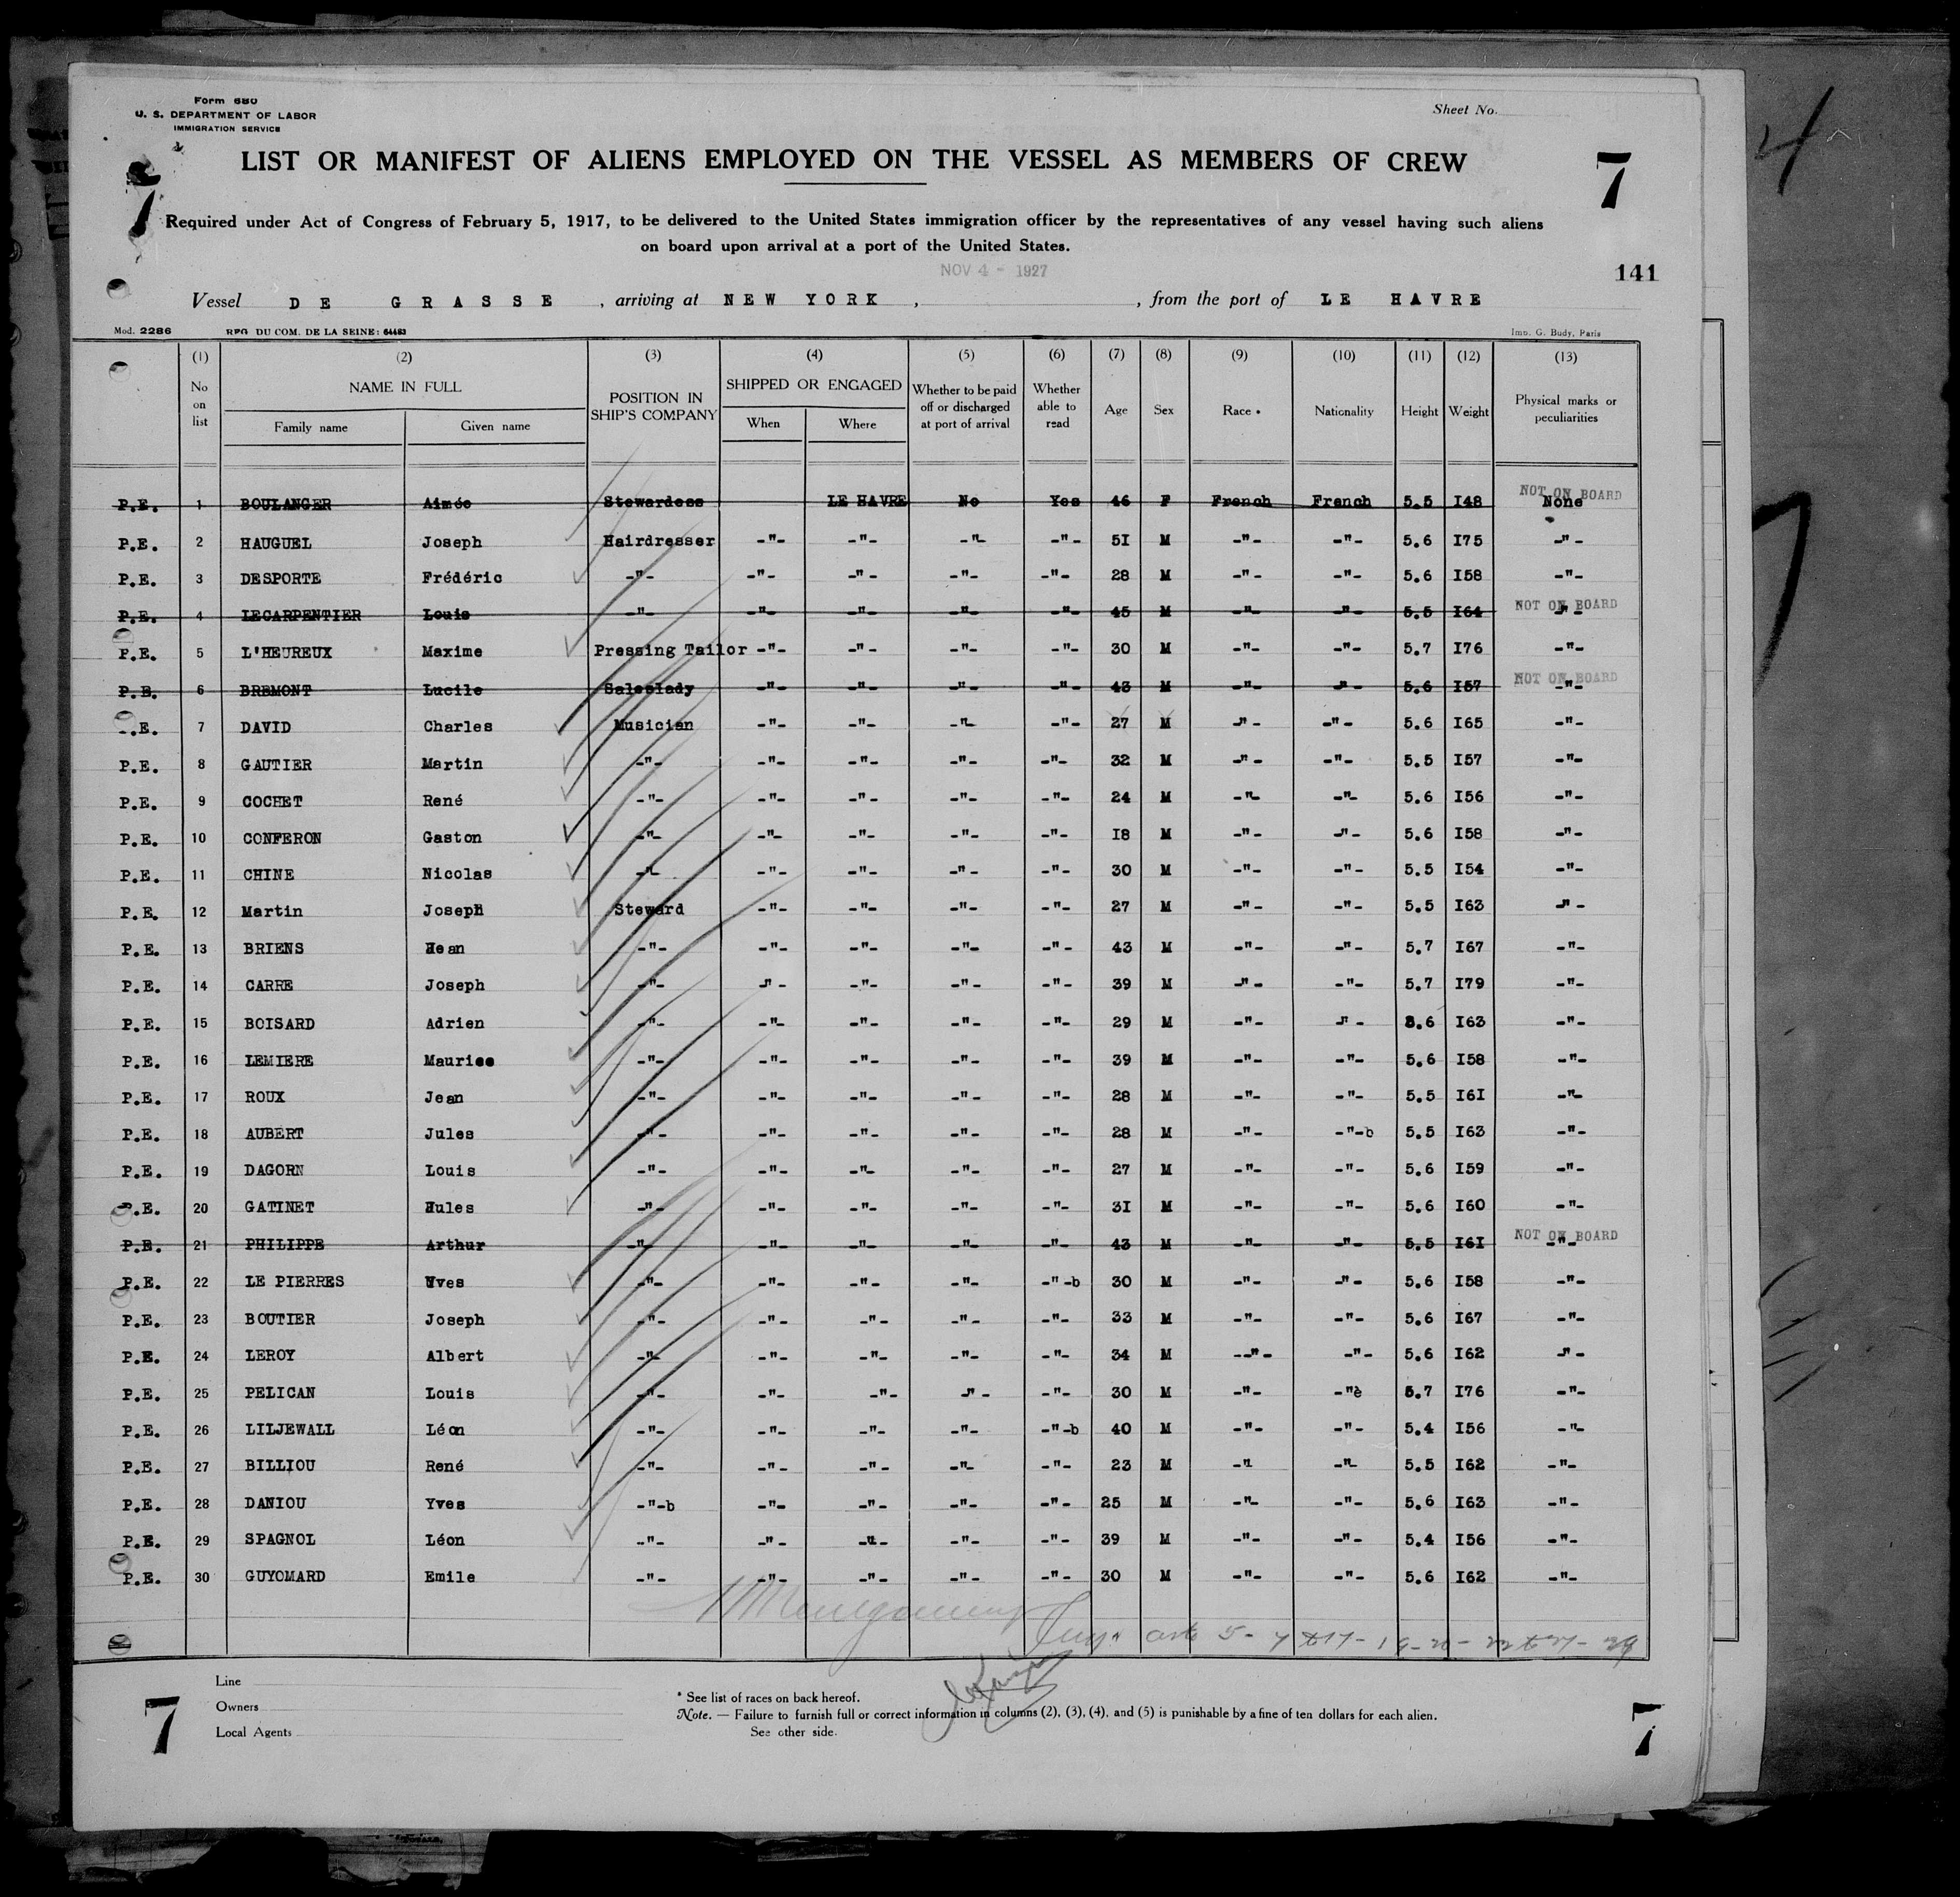 Form 680
U. S. DEPARTMENT OF LABOR
IMMIGRATION SERVICE
Sheet No.
LIST OR MANIFEST OF ALIENS EMPLOYED ON THE VESSEL AS MEMBERS OF CREW
7 7
Required under Act of Congress of February 5, 1917, to be delivered to the United States immigration officer by the representatives of any vessel having such aliens
on board upon arrival at a port of the United States.
NOV 4 - 1927
141
Vessel DE GRASSE , arriving at NEW YORK , , from the port of LE HAVRE
Mod. 2286 RPG DU COM. DE LA SEINE: 64483 Imp. G. Budy, Paris
(1) (2) (3) (4) (5) (6) (7) (8) (9) (10) (11) (12) (13)
No on list NAME IN FULL Family name Given name POSITION IN SHIP'S COMPANY SHIPPED OR ENGAGED When Where Whether to be paid off or discharged at port of arrival Whether able to read Age Sex Race * Nationality Height Weight Physical marks or peculiarities
P.E. 1 BOULANGER Aimée Stewardess LE HAVRE No Yes 46 F French French 5.5 I48 None NOT ON BOARD
P.E. 2 HAUGUEL Joseph Hairdresser -"- -"- -"- -"- 5I M -"- -"- 5.6 I75 -"-
P.E. 3 DESPORTE Frédéric -"- -"- -"- -"- -"- 28 M -"- -"- 5.6 I58 -"-
P.E. 4 LECARPENTIER Louis -"- -"- -"- -"- -"- 45 M -"- -"- 5.5 I64 -"- NOT ON BOARD
P.E. 5 L'HEUREUX Maxime Pressing Tailor -"- -"- -"- -"- 30 M -"- -"- 5.7 I76 -"-
P.E. 6 BREMONT Lucile Saleslady -"- -"- -"- -"- 43 M -"- -"- 5.6 I57 -"- NOT ON BOARD
P.E. 7 DAVID Charles Musician -"- -"- -"- -"- 27 M -"- -"- 5.6 I65 -"-
P.E. 8 GAUTIER Martin -"- -"- -"- -"- -"- 32 M -"- -"- 5.5 I57 -"-
P.E. 9 COCHET René -"- -"- -"- -"- -"- 24 M -"- -"- 5.6 I56 -"-
P.E. 10 CONFERON Gaston -"- -"- -"- -"- -"- I8 M -"- -"- 5.6 I58 -"-
P.E. 11 CHINE Nicolas -"- -"- -"- -"- -"- 30 M -"- -"- 5.5 I54 -"-
P.E. 12 Martin Joseph Steward -"- -"- -"- -"- 27 M -"- -"- 5.5 I63 -"-
P.E. 13 BRIENS Jean -"- -"- -"- -"- -"- 43 M -"- -"- 5.7 I67 -"-
P.E. 14 CARRE Joseph -"- -"- -"- -"- -"- 39 M -"- -"- 5.7 I79 -"-
P.E. 15 BOISARD Adrien -"- -"- -"- -"- -"- 29 M -"- -"- 5.6 I63 -"-
P.E. 16 LEMIERE Maurice -"- -"- -"- -"- -"- 39 M -"- -"- 5.6 I58 -"-
P.E. 17 ROUX Jean -"- -"- -"- -"- -"- 28 M -"- -"- 5.5 I6I -"-
P.E. 18 AUBERT Jules -"- -"- -"- -"- -"- 28 M -"- -"-b 5.5 I63 -"-
P.E. 19 DAGORN Louis -"- -"- -"- -"- -"- 27 M -"- -"- 5.6 I59 -"-
P.E. 20 GATINET Jules -"- -"- -"- -"- -"- 3I M -"- -"- 5.6 I60 -"-
P.E. 21 PHILIPPE Arthur -"- -"- -"- -"- -"- 43 M -"- -"- 5.5 I6I -"- NOT ON BOARD
P.E. 22 LE PIERRES Yves -"- -"- -"- -"- -"-b 30 M -"- -"- 5.6 I58 -"-
P.E. 23 BOUTIER Joseph -"- -"- -"- -"- -"- 33 M -"- -"- 5.6 I67 -"-
P.E. 24 LEROY Albert -"- -"- -"- -"- -"- 34 M --"- -"- 5.6 I62 -"-
P.E. 25 PELICAN Louis -"- -"- -"- -"- -"- 30 M -"- -"è 5.7 I76 -"-
P.E. 26 LILJEWALL Léon -"- -"- -"- -"- -"-b 40 M -"- -"- 5.4 I56 -"-
P.E. 27 BILLIOU René -"- -"- -"- -"- -"- 23 M -"- -"- 5.5 I62 -"-
P.E. 28 DANIOU Yves -"-b -"- -"- -"- -"- 25 M -"- -"- 5.6 I63 -"-
P.E. 29 SPAGNOL Léon -"- -"- -"- -"- -"- 39 M -"- -"- 5.4 I56 -"-
P.E. 30 GUYOMARD Emile -"- -"- -"- -"- -"- 30 M -"- -"- 5.6 I62 -"-
Montgomery
Line
Owners
Local Agents
* See list of races on back hereof.
Note. — Failure to furnish full or correct information in columns (2), (3), (4), and (5) is punishable by a fine of ten dollars for each alien.
See other side.
7 7